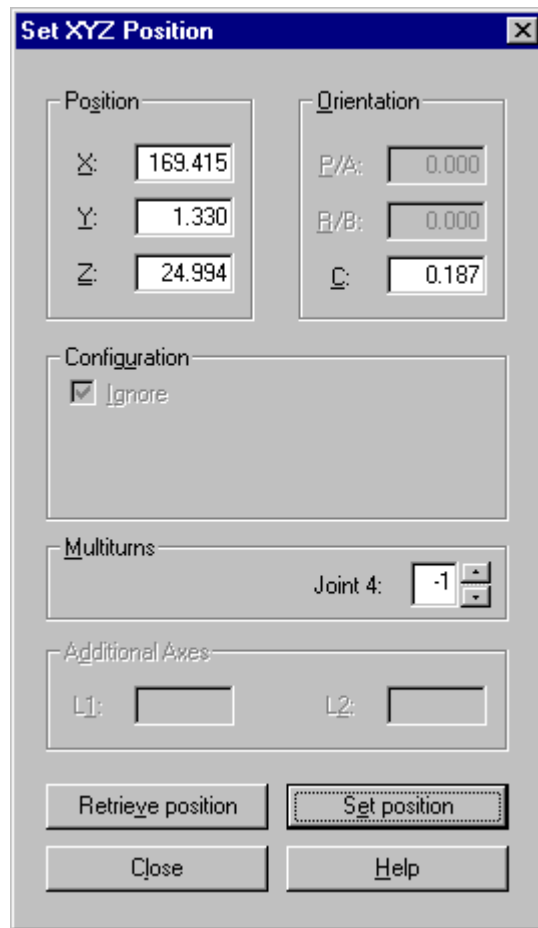 Set XYZ Position
Position
X: 169.415
Y: 1.330
Z: 24.994
Orientation
P/A: 0.000
R/B: 0.000
C: 0.187
Configuration
Ignore
Multiturns
Joint 4: -1
Additional Axes
L1: L2:
Retrieve position Set position
Close Help